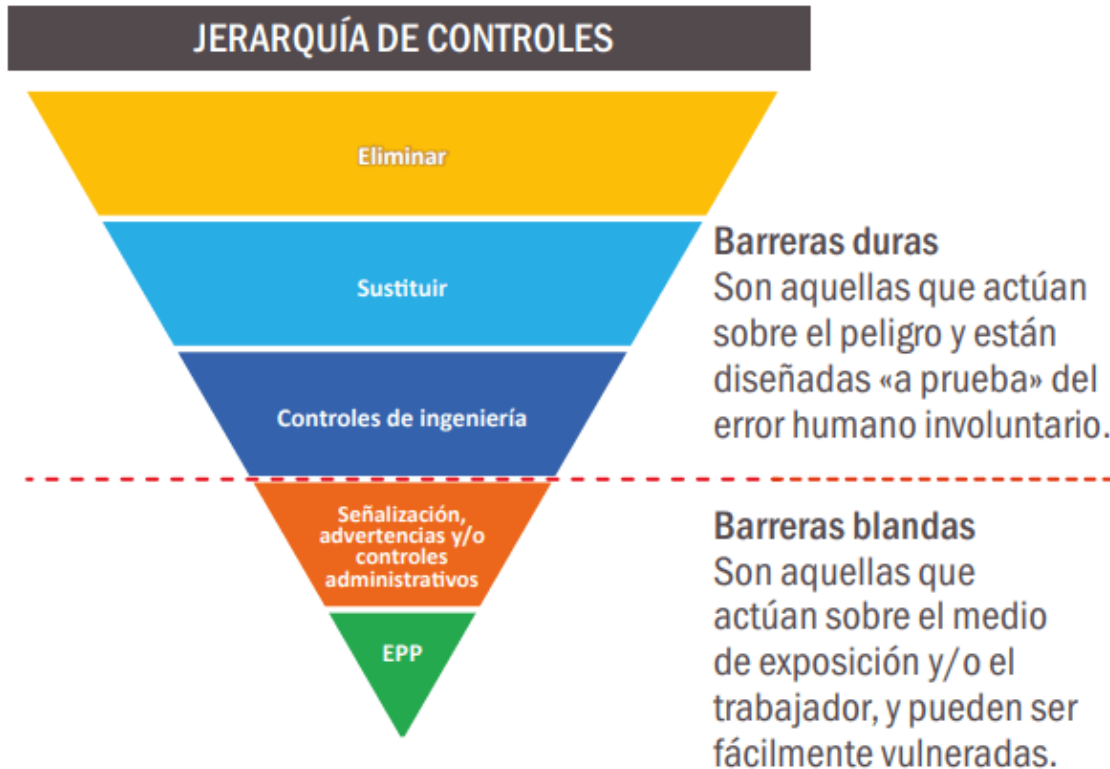 JERARQUÍA DE CONTROLES
Eliminar
Sustituir
Controles de ingeniería
Barreras duras
Son aquellas que actúan
sobre el peligro y están
diseñadas «a prueba» del
error humano involuntario.
Señalización,
advertencias y/o
controles
administrativos
EPP
Barreras blandas
Son aquellas que
actúan sobre el medio
de exposición y/o el
trabajador, y pueden ser
fácilmente vulneradas.